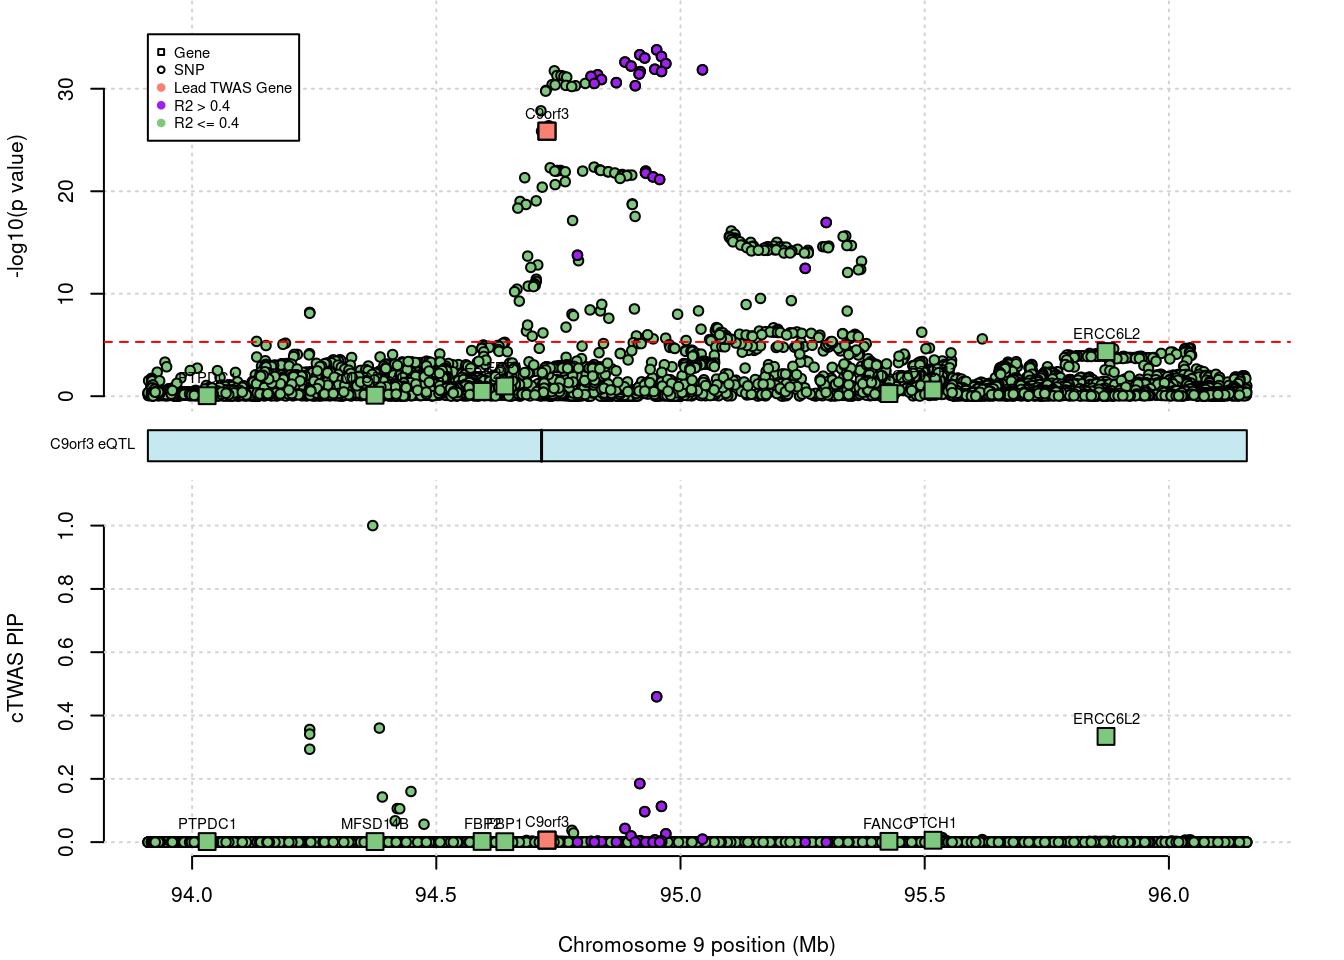 Gene
SNP
Lead TWAS Gene
R2 > 0.4
R2 <= 0.4
-log10(p value)
30
20
10
0
C9orf3
ERCC6L2
C9orf3 eQTL
cTWAS PIP
1.0
0.8
0.6
0.4
0.2
0.0
ERCC6L2
PTPDC1
MFSD14B
FBP2
FBP1
C9orf3
FANCC
PTCH1
94.0
94.5
95.0
95.5
96.0
Chromosome 9 position (Mb)